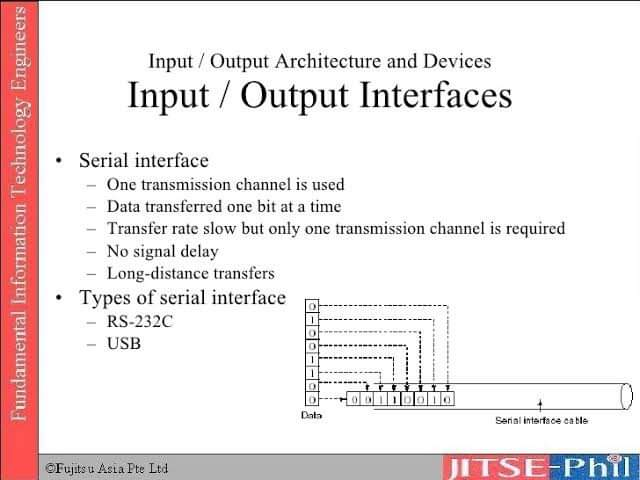 Fundamental Information Technology Engineers
Input / Output Architecture and Devices
Input / Output Interfaces
• Serial interface
– One transmission channel is used
– Data transferred one bit at a time
– Transfer rate slow but only one transmission channel is required
– No signal delay
– Long-distance transfers
• Types of serial interface
– RS-232C
– USB
0
1
0
0
1
1
0
0
0 0 1 1 0 0 1 0
Data
Serial interface cable
©Fujitsu Asia Pte Ltd
JITSE-Phil